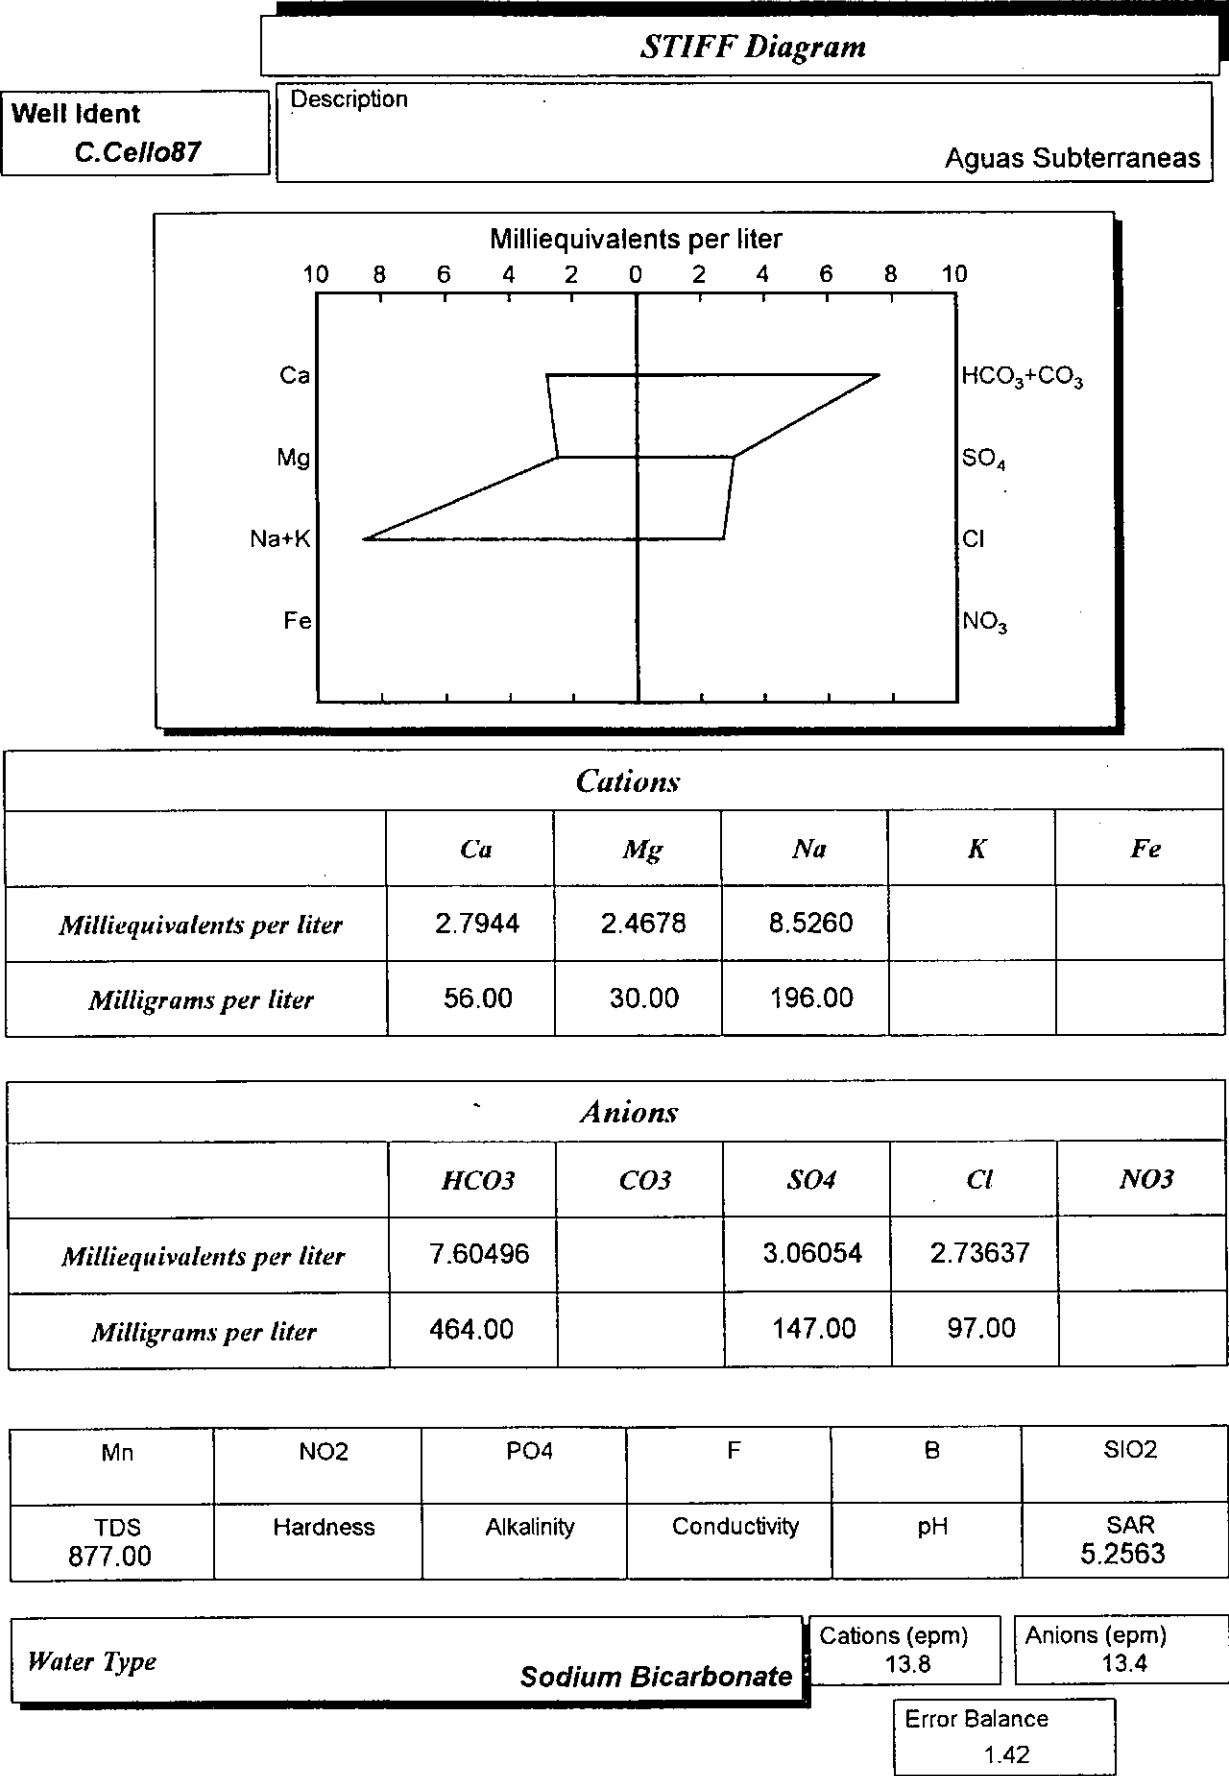 STIFF Diagram
Well Ident
C.Cello87
Description
Aguas Subterraneas
Milliequivalents per liter
10 8 6 4 2 0 2 4 6 8 10
Ca HCO3+CO3
Mg SO4
Na+K Cl
Fe NO3
Cations
Ca Mg Na K Fe
Milliequivalents per liter 2.7944 2.4678 8.5260
Milligrams per liter 56.00 30.00 196.00
Anions
HCO3 CO3 SO4 Cl NO3
Milliequivalents per liter 7.60496 3.06054 2.73637
Milligrams per liter 464.00 147.00 97.00
Mn NO2 PO4 F B SIO2
TDS Hardness Alkalinity Conductivity pH SAR
877.00 5.2563
Water Type
Sodium Bicarbonate
Cations (epm)
13.8
Anions (epm)
13.4
Error Balance
1.42